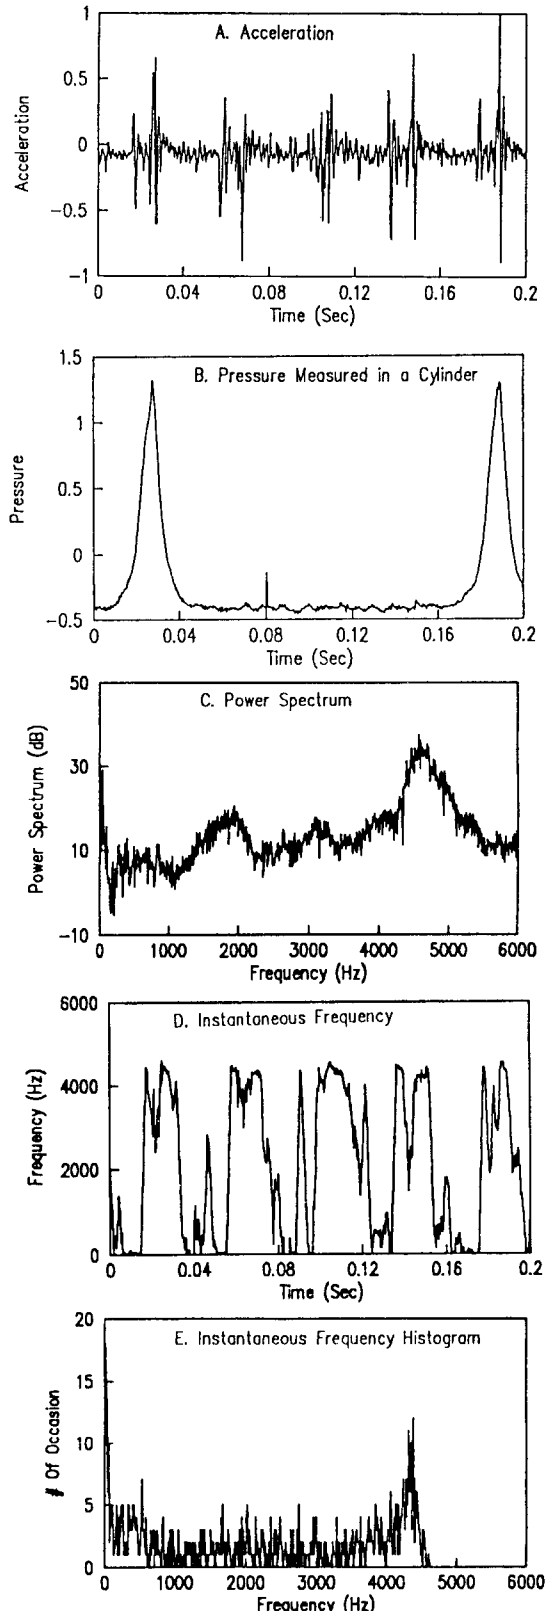 A. Acceleration
Acceleration
1
0.5
0
−0.5
−1
0 0.04 0.08 0.12 0.16 0.2
Time (Sec)
B. Pressure Measured in a Cylinder
Pressure
1.5
1
0.5
0
−0.5
0 0.04 0.08 0.12 0.16 0.2
Time (Sec)
C. Power Spectrum
Power Spectrum (dB)
50
30
10
−10
0 1000 2000 3000 4000 5000 6000
Frequency (Hz)
D. Instantaneous Frequency
Frequency (Hz)
6000
4000
2000
0
0 0.04 0.08 0.12 0.16 0.2
Time (Sec)
E. Instantaneous Frequency Histogram
# Of Occasion
20
15
10
5
0
0 1000 2000 3000 4000 5000 6000
Frequency (Hz)